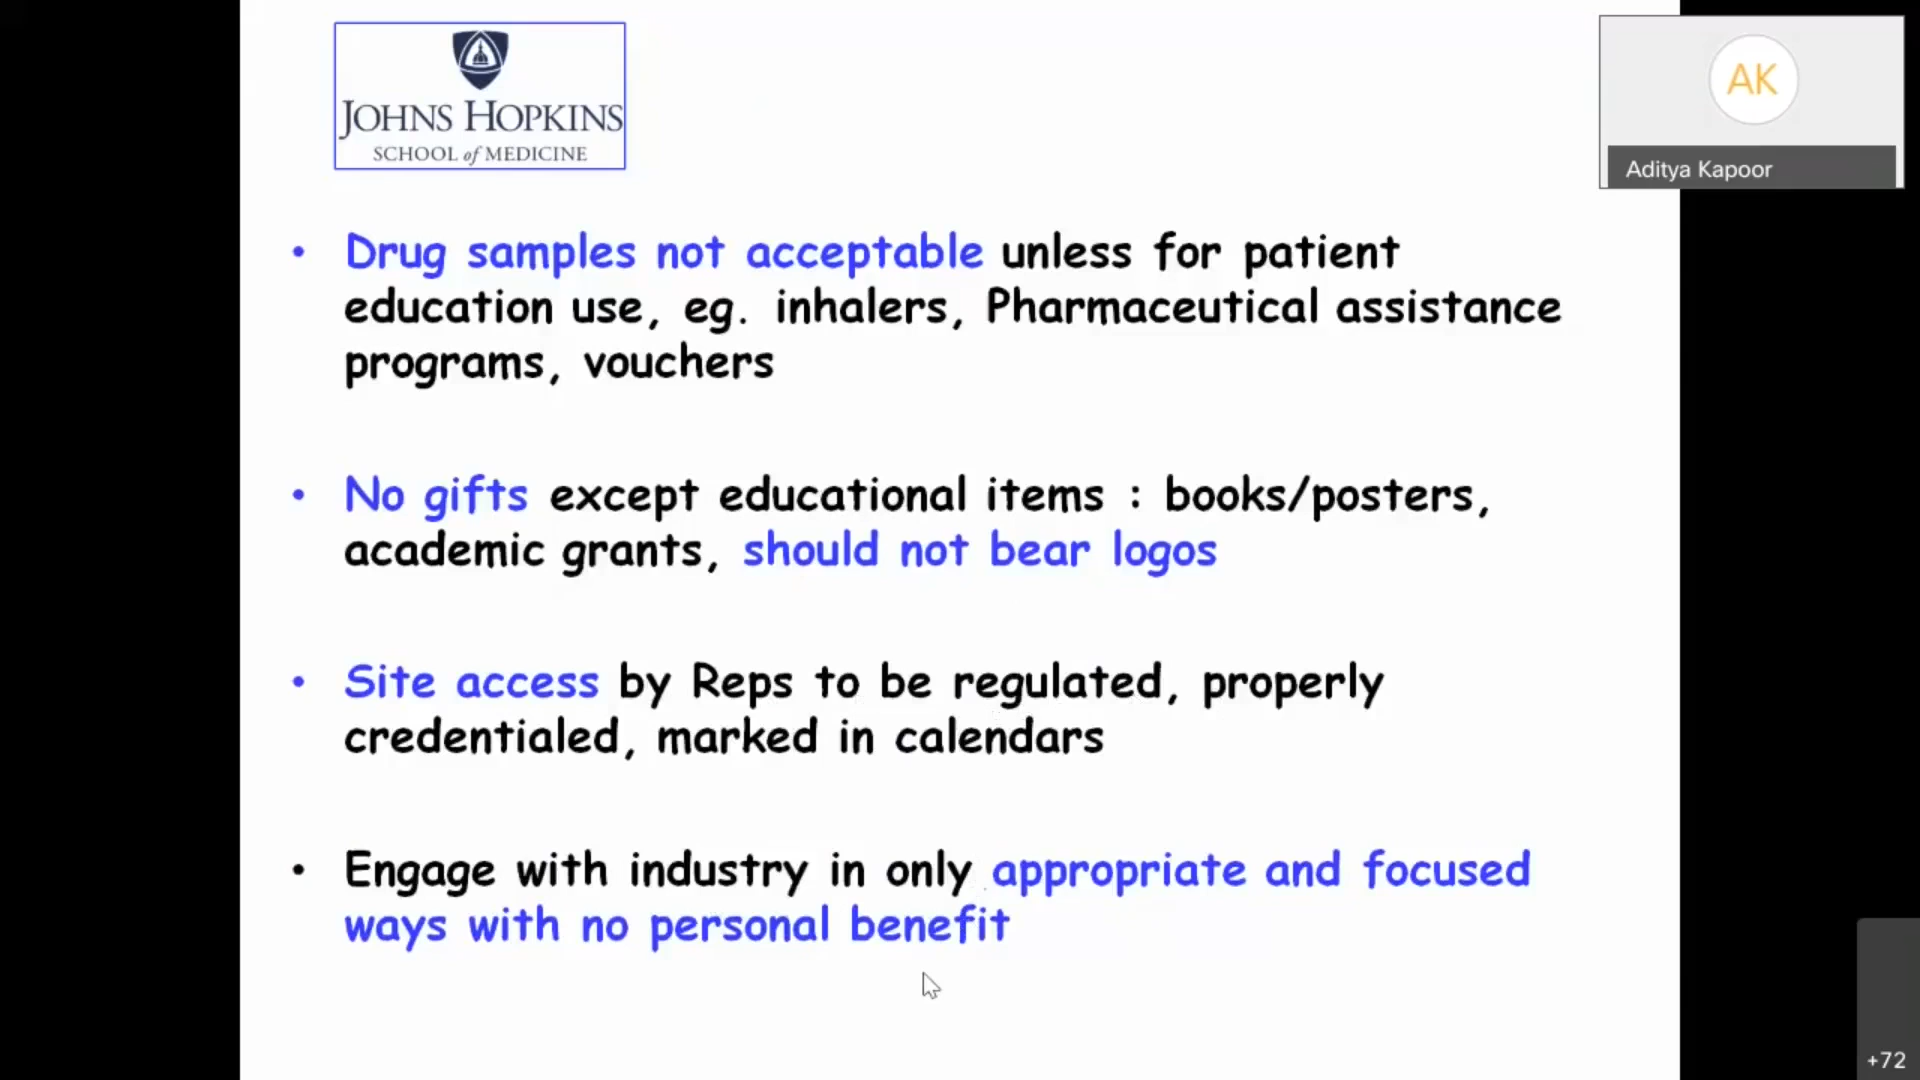 JOHNS HOPKINS
SCHOOL of MEDICINE
AK
Aditya Kapoor
• Drug samples not acceptable unless for patient
education use, eg. inhalers, Pharmaceutical assistance
programs, vouchers
• No gifts except educational items : books/posters,
academic grants, should not bear logos
• Site access by Reps to be regulated, properly
credentialed, marked in calendars
• Engage with industry in only appropriate and focused
ways with no personal benefit
+72